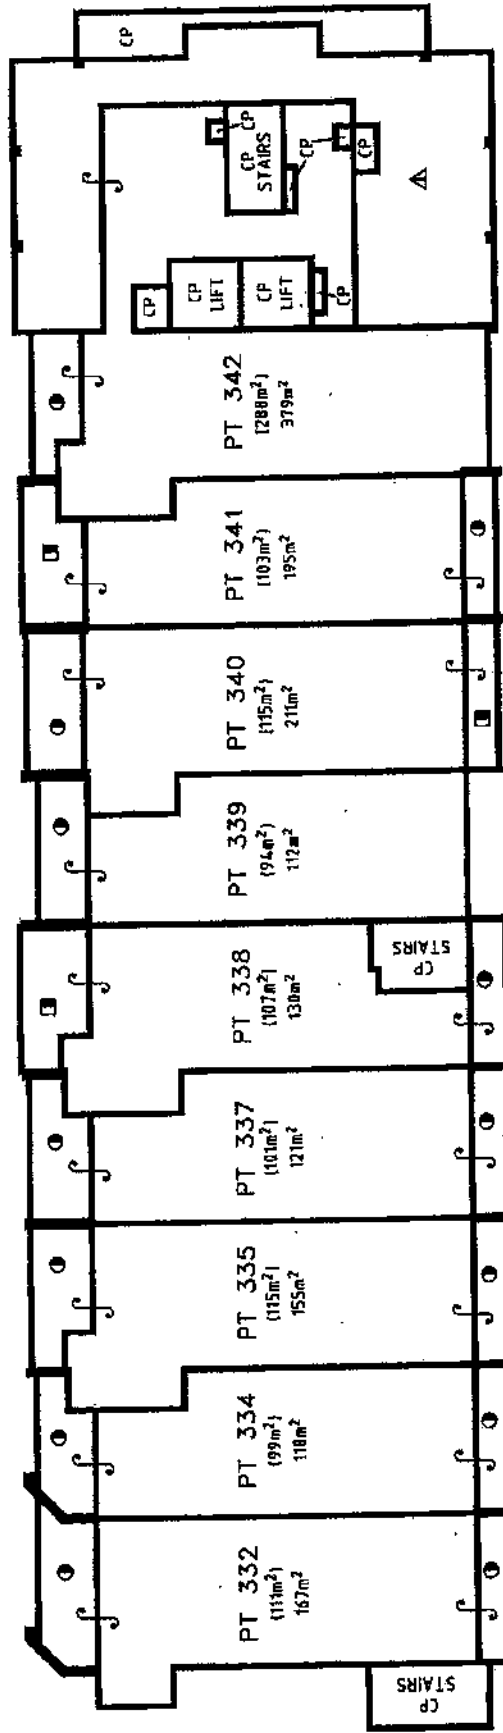 CP
CP
CP
STAIRS
CP
CP
CP
CP
LIFT
CP
LIFT
CP
PT 342
(288m²)
379m²
PT 341
(103m²)
195m²
PT 340
(115m²)
211m²
PT 339
(94m²)
112m²
PT 338
(107m²)
130m²
CP
STAIRS
PT 337
(101m²)
121m²
PT 335
(115m²)
155m²
PT 334
(99m²)
118m²
PT 332
(111m²)
167m²
CP
STAIRS